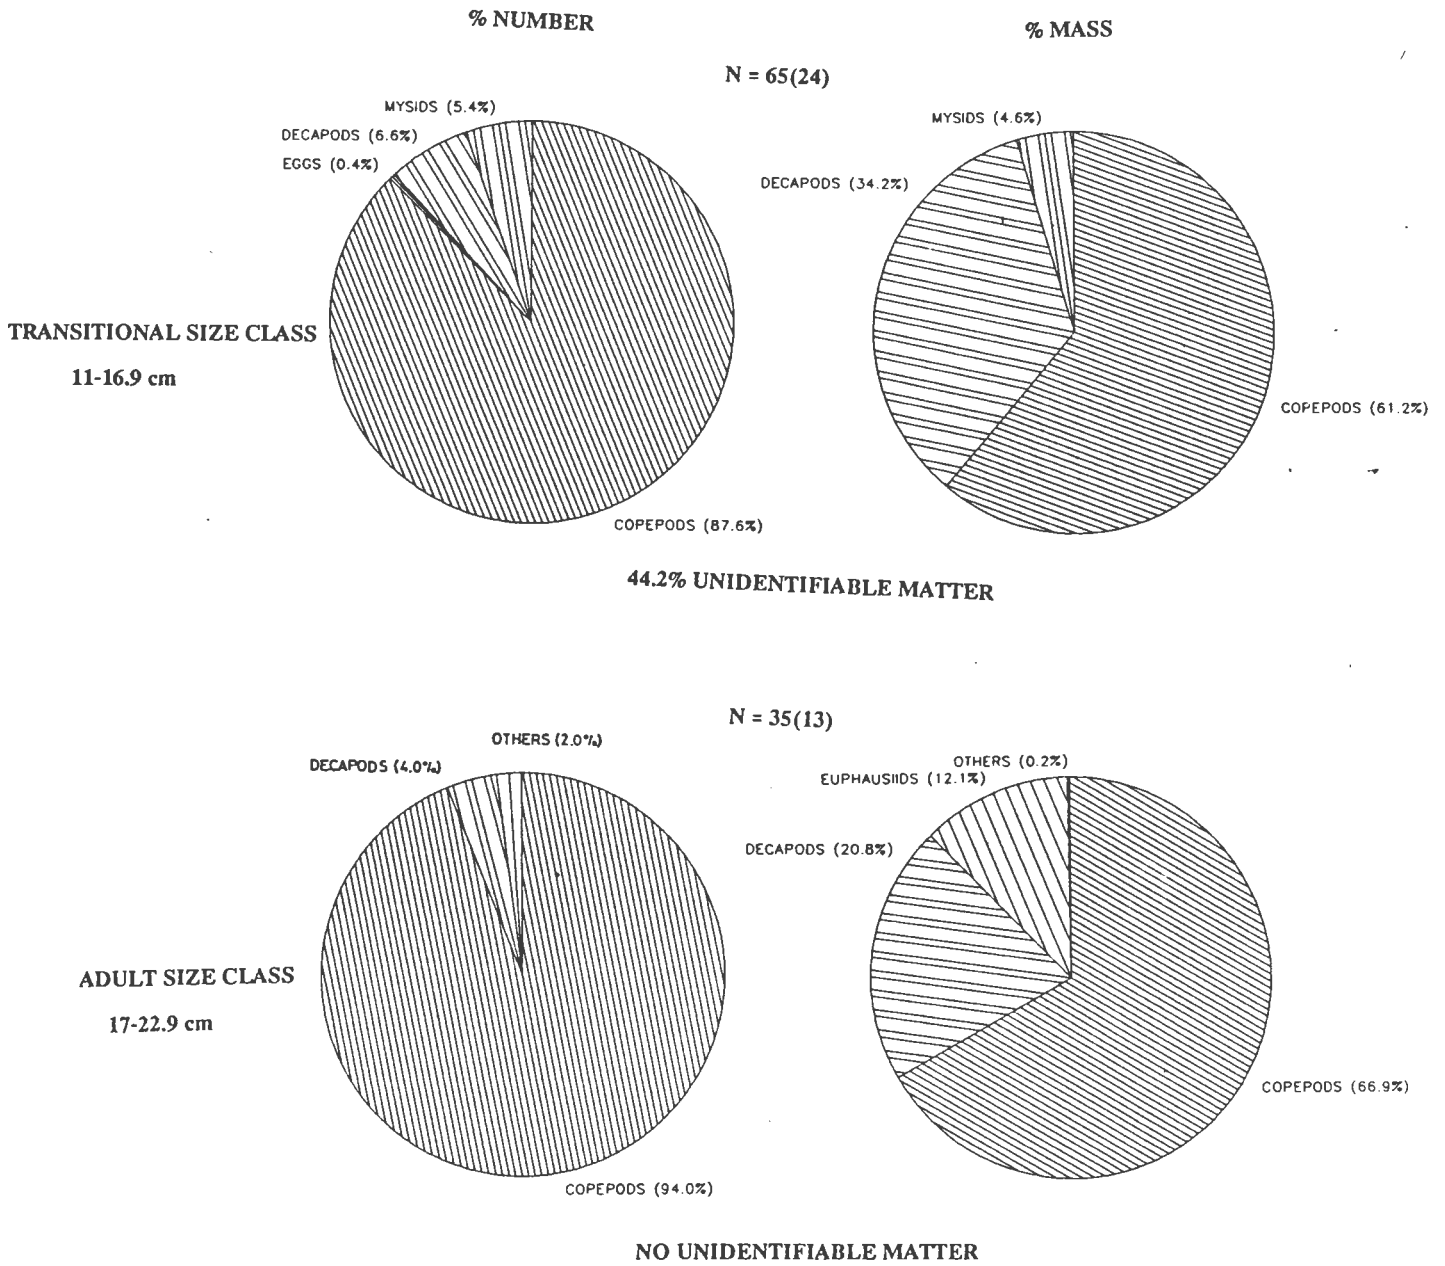 % NUMBER
% MASS
N = 65(24)
MYSIDS (5.4%)
DECAPODS (6.6%)
EGGS (0.4%)
MYSIDS (4.6%)
DECAPODS (34.2%)
TRANSITIONAL SIZE CLASS
11-16.9 cm
COPEPODS (61.2%)
COPEPODS (87.6%)
44.2% UNIDENTIFIABLE MATTER
N = 35(13)
OTHERS (2.0%)
DECAPODS (4.0%)
OTHERS (0.2%)
EUPHAUSIIDS (12.1%)
DECAPODS (20.8%)
ADULT SIZE CLASS
17-22.9 cm
COPEPODS (66.9%)
COPEPODS (94.0%)
NO UNIDENTIFIABLE MATTER